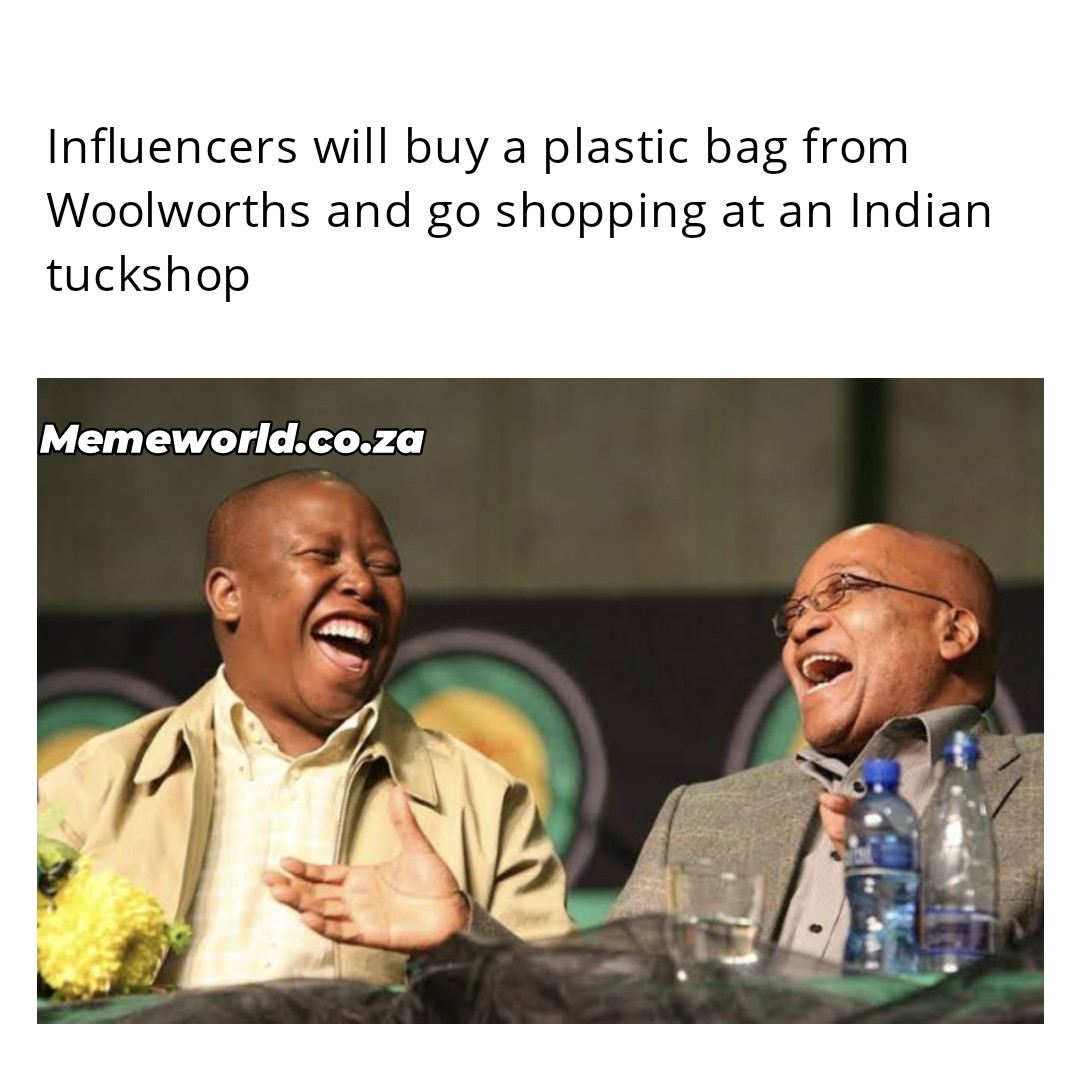 Influencers will buy a plastic bag from
Woolworths and go shopping at an Indian
tuckshop
Memeworld.co.za